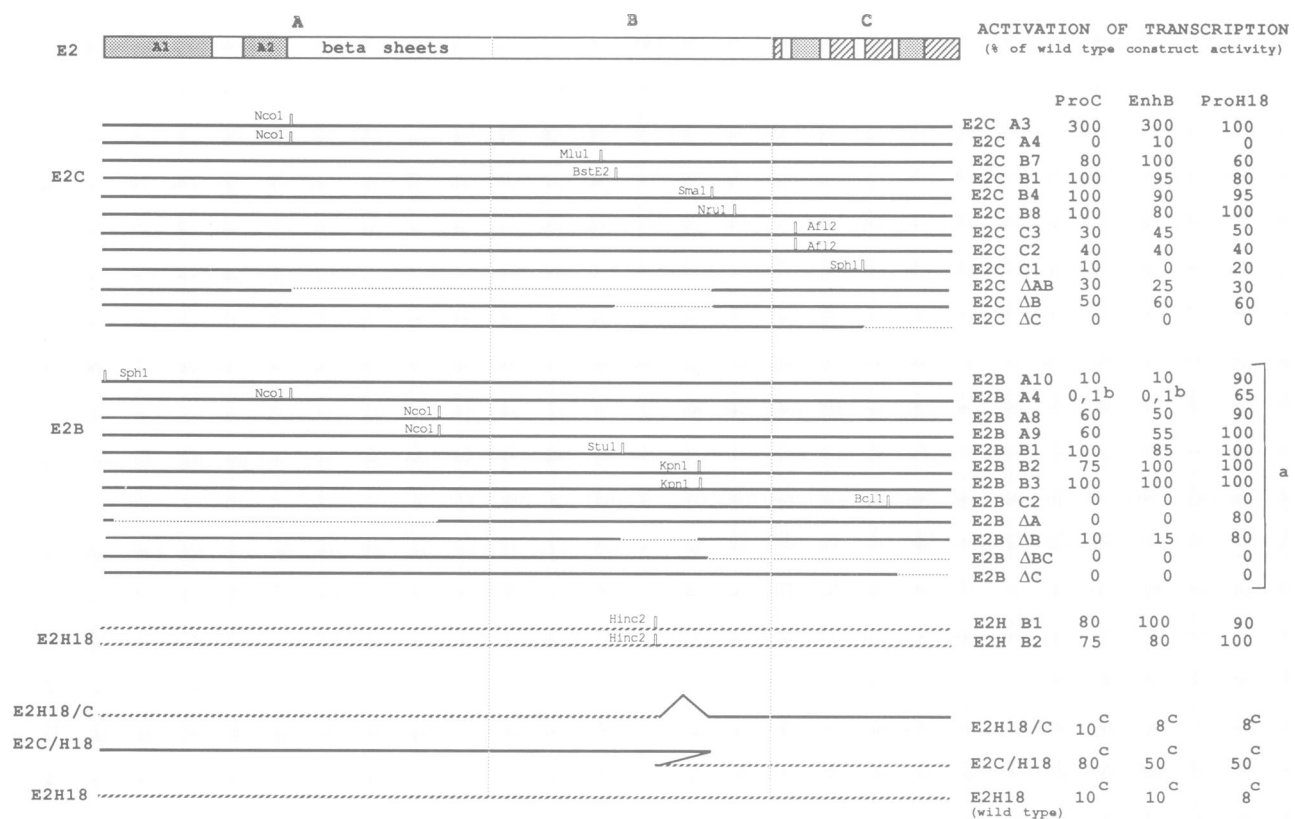 A B C ACTIVATION OF TRANSCRIPTION
E2 A1 A2 beta sheets (% of wild type construct activity)
ProC EnhB ProH18
Nco1 E2C A3 300 300 100
Nco1 E2C A4 0 10 0
Mlu1 E2C B7 80 100 60
E2C BstE2 E2C B1 100 95 80
Sma1 E2C B4 100 90 95
Nru1 E2C B8 100 80 100
Afl2 E2C C3 30 45 50
Afl2 E2C C2 40 40 40
Sph1 E2C C1 10 0 20
E2C ΔAB 30 25 30
E2C ΔB 50 60 60
E2C ΔC 0 0 0
Sph1 E2B A10 10 10 90
Nco1 E2B A4 0,1b 0,1b 65
Nco1 E2B A8 60 50 90
E2B Nco1 E2B A9 60 55 100
Stu1 E2B B1 100 85 100
Kpn1 E2B B2 75 100 100
Kpn1 E2B B3 100 100 100 a
Bcl1 E2B C2 0 0 0
E2B ΔA 0 0 80
E2B ΔB 10 15 80
E2B ΔBC 0 0 0
E2B ΔC 0 0 0
Hinc2 E2H B1 80 100 90
E2H18 Hinc2 E2H B2 75 80 100
E2H18/C E2H18/C 10c 8c 8c
E2C/H18 E2C/H18 80c 50c 50c
E2H18 E2H18 10c 10c 8c
(wild type)